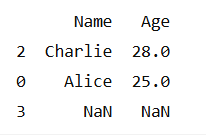 Name Age
2 Charlie 28.0
0 Alice 25.0
3 NaN NaN